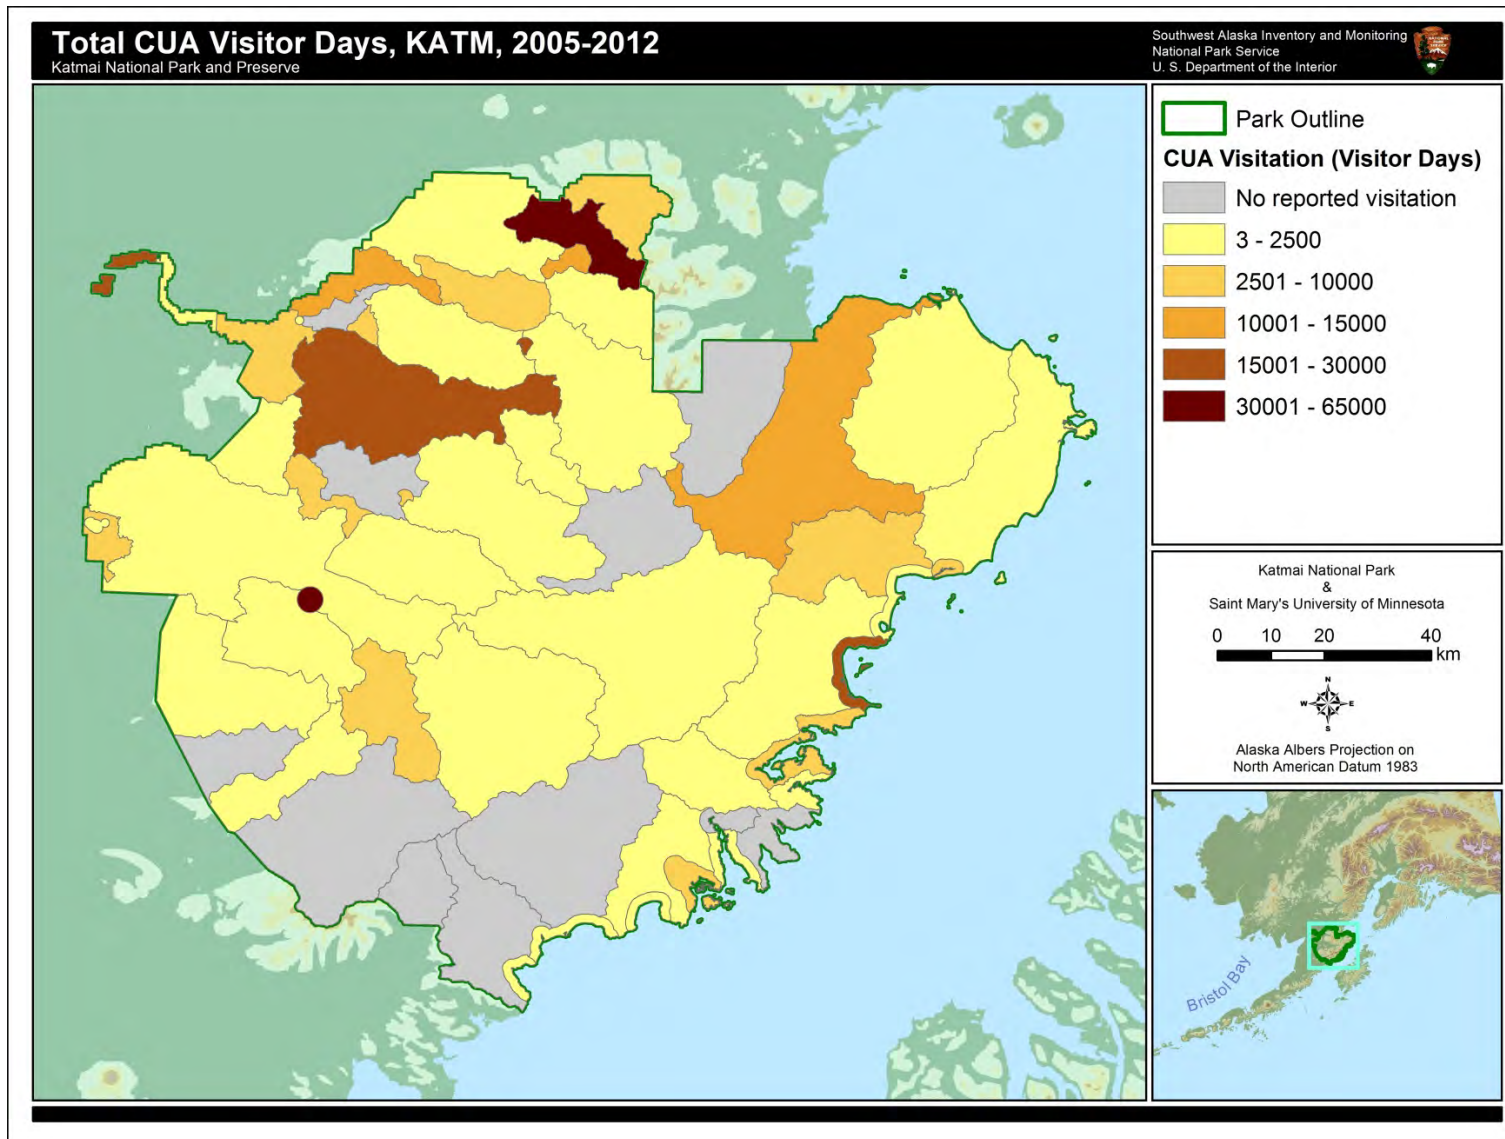 Total CUA Visitor Days, KATM, 2005-2012
Katmai National Park and Preserve
Southwest Alaska Inventory and Monitoring
National Park Service
U. S. Department of the Interior
Park Outline
CUA Visitation (Visitor Days)
No reported visitation
3 - 2500
2501 - 10000
10001 - 15000
15001 - 30000
30001 - 65000
Katmai National Park
&
Saint Mary's University of Minnesota
0 10 20 40
km
N
W E
S
Alaska Albers Projection on
North American Datum 1983
Bristol Bay